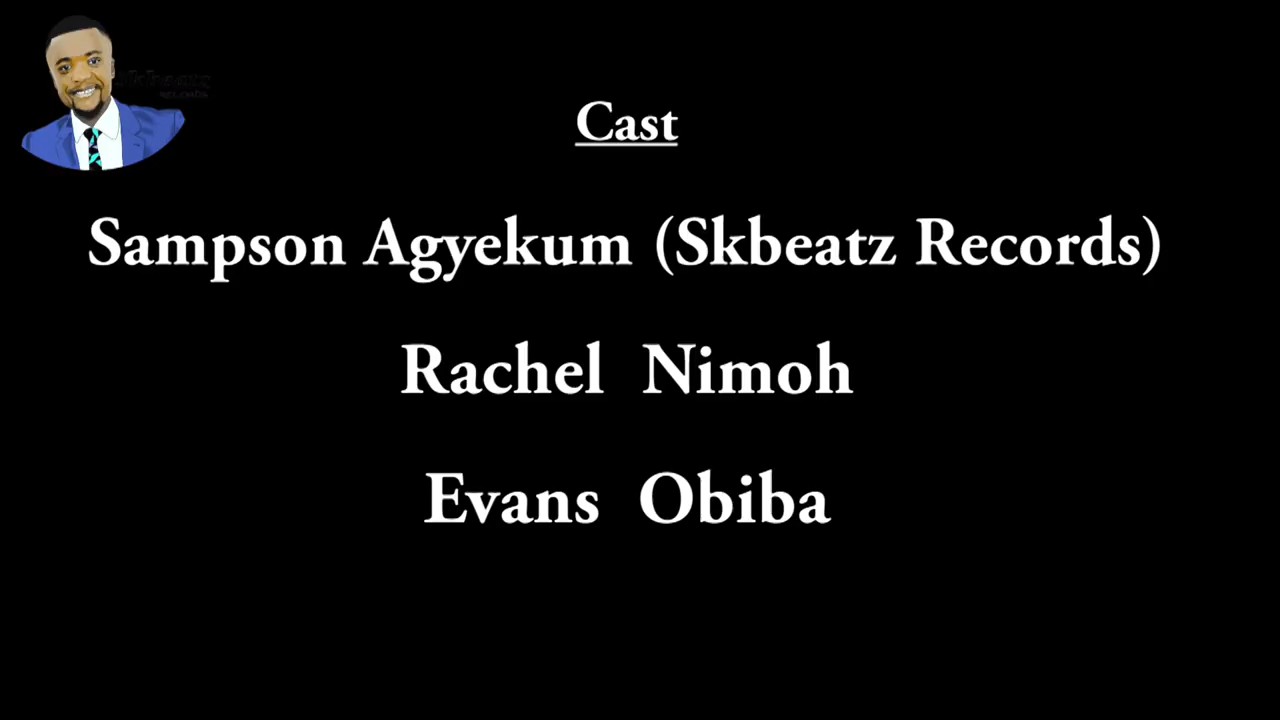 Cast
Sampson Agyekum (Skbeatz Records)
Rachel Nimoh
Evans Obiba